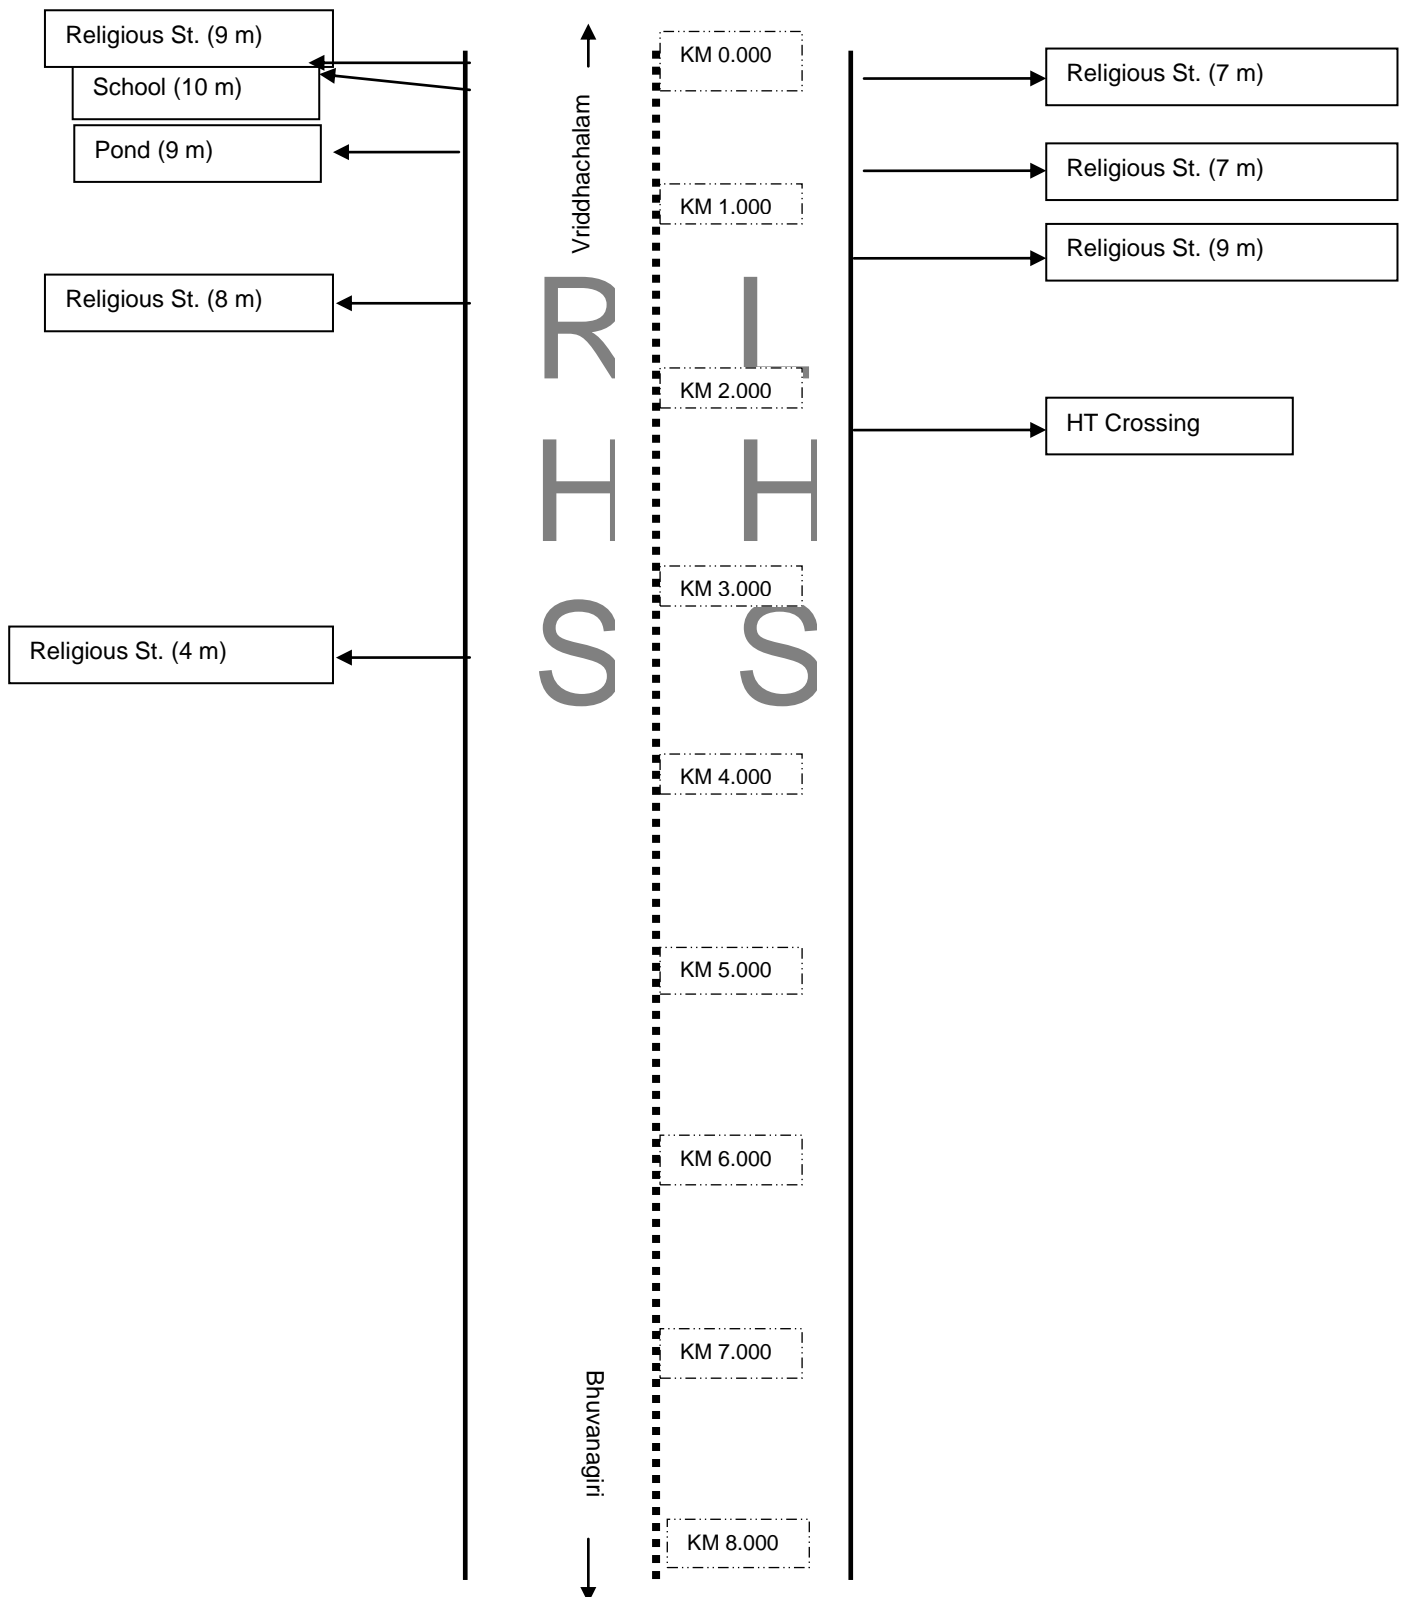 Religious St. (9 m)
School (10 m)
Pond (9 m)
Religious St. (8 m)
Religious St. (4 m)
Vriddhachalam
Bhuvanagiri
R
H
S
L
H
S
KM 0.000
KM 1.000
KM 2.000
KM 3.000
KM 4.000
KM 5.000
KM 6.000
KM 7.000
KM 8.000
Religious St. (7 m)
Religious St. (7 m)
Religious St. (9 m)
HT Crossing